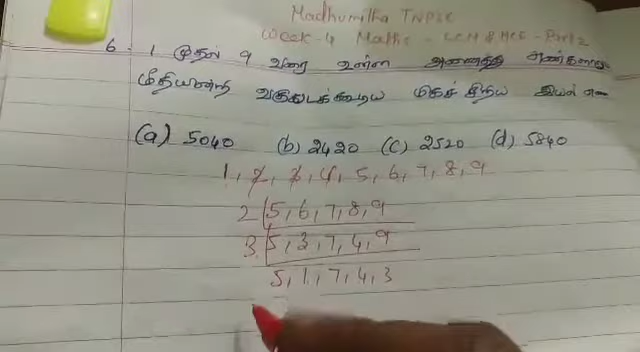 Madhumitha TNPSC
Week-4 Maths - LCM & HCF - Part 2
6. 1 முதல் 9 வரை உள்ள அனைத்து எண்களாலும்
மீதியின்றி வகுபடக்கூடிய மிகச் சிறிய இயல் எண்
(a) 5040 (b) 2420 (c) 2520 (d) 5840
1, 2, 3, 4, 5, 6, 7, 8, 9
2 5, 6, 7, 8, 9
3 5, 3, 7, 4, 9
5, 1, 7, 4, 3